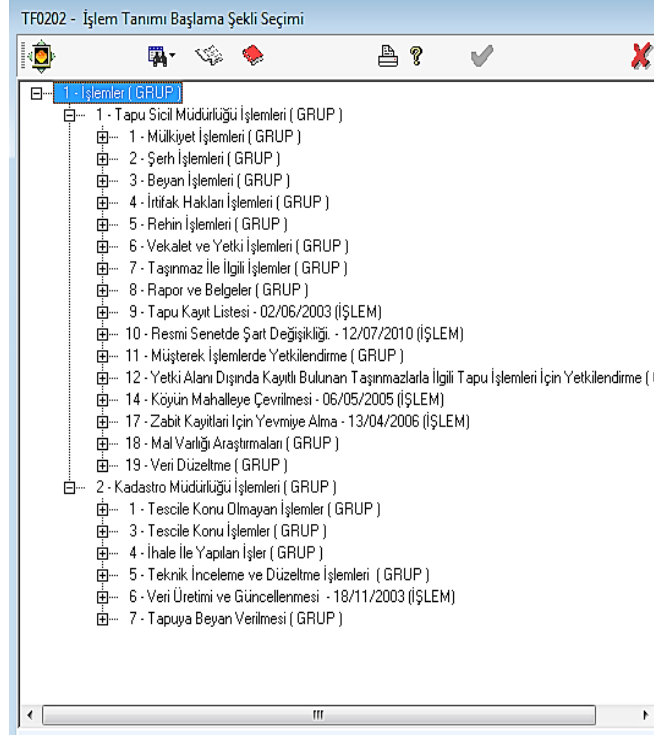 TF0202 - İşlem Tanımı Başlama Şekli Seçimi
1 - İşlemler ( GRUP )
1 - Tapu Sicil Müdürlüğü İşlemleri ( GRUP )
1 - Mülkiyet İşlemleri ( GRUP )
2 - Şerh İşlemleri ( GRUP )
3 - Beyan İşlemleri ( GRUP )
4 - İrtifak Hakları İşlemleri ( GRUP )
5 - Rehin İşlemleri ( GRUP )
6 - Vekalet ve Yetki İşlemleri ( GRUP )
7 - Taşınmaz İle İlgili İşlemler ( GRUP )
8 - Rapor ve Belgeler ( GRUP )
9 - Tapu Kayıt Listesi - 02/06/2003 (İŞLEM)
10 - Resmi Senetde Şart Değişikliği. - 12/07/2010 (İŞLEM)
11 - Müşterek İşlemlerde Yetkilendirme ( GRUP )
12 - Yetki Alanı Dışında Kayıtlı Bulunan Taşınmazlarla İlgili Tapu İşlemleri İçin Yetkilendirme (
14 - Köyün Mahalleye Çevrilmesi - 06/05/2005 (İŞLEM)
17 - Zabit Kayitlari Için Yevmiye Alma - 13/04/2006 (İŞLEM)
18 - Mal Varlığı Araştırmaları ( GRUP )
19 - Veri Düzeltme ( GRUP )
2 - Kadastro Müdürlüğü İşlemleri ( GRUP )
1 - Tescile Konu Olmayan İşlemler ( GRUP )
3 - Tescile Konu İşlemler ( GRUP )
4 - İhale İle Yapılan İşler ( GRUP )
5 - Teknik İnceleme ve Düzeltme İşlemleri ( GRUP )
6 - Veri Üretimi ve Güncellenmesi - 18/11/2003 (İŞLEM)
7 - Tapuya Beyan Verilmesi ( GRUP )